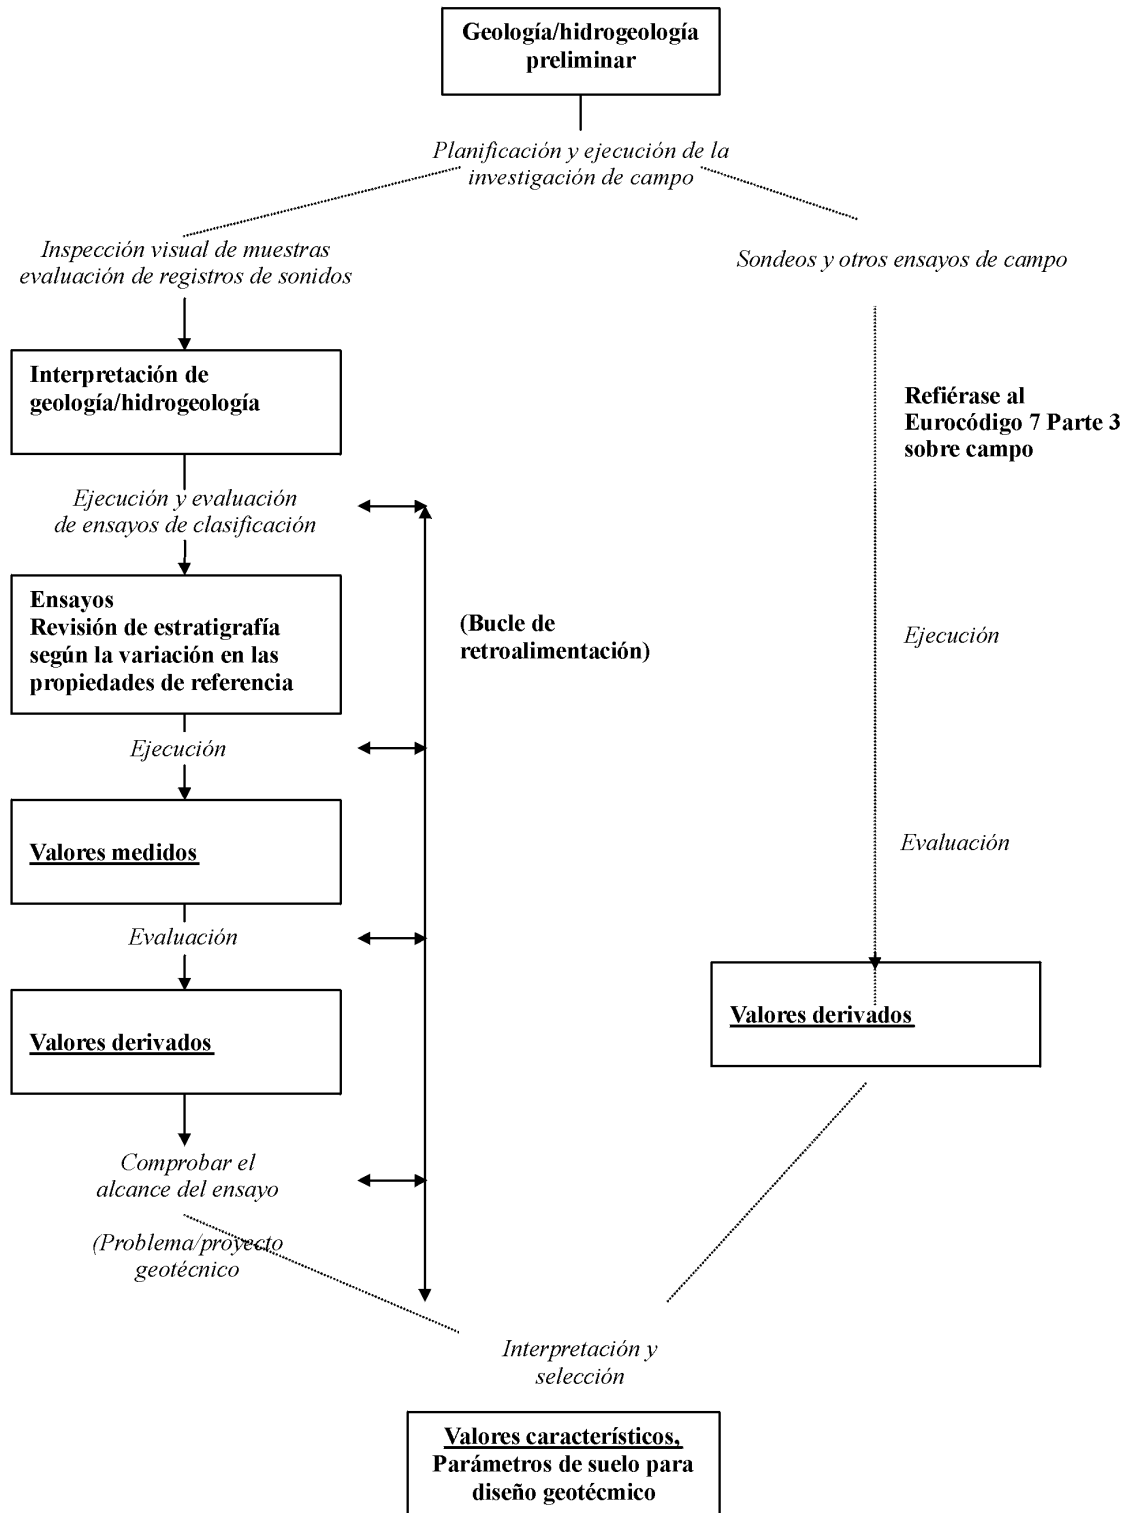 Geología/hidrogeología
preliminar
Planificación y ejecución de la
investigación de campo
Inspección visual de muestras
evaluación de registros de sonidos
Sondeos y otros ensayos de campo
Interpretación de
geología/hidrogeología
Refiérase al
Eurocódigo 7 Parte 3
sobre campo
Ejecución y evaluación
de ensayos de clasificación
Ensayos
Revisión de estratigrafía
según la variación en las
propiedades de referencia
(Bucle de
retroalimentación)
Ejecución
Ejecución
Valores medidos
Evaluación
Evaluación
Valores derivados
Valores derivados
Comprobar el
alcance del ensayo
(Problema/proyecto
geotécnico
Interpretación y
selección
Valores característicos,
Parámetros de suelo para
diseño geotécmico